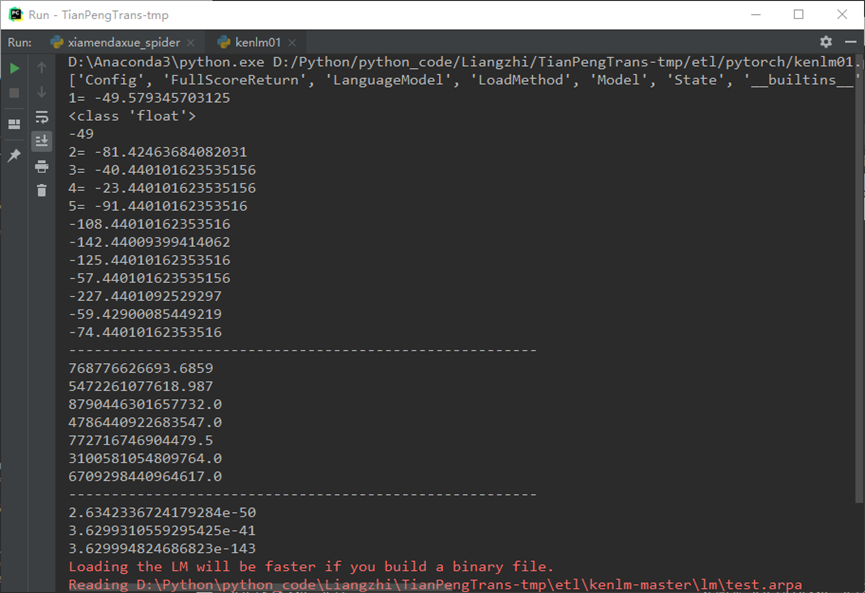 Run - TianPengTrans-tmp
Run: xiamendaxue_spider kenlm01
D:\Anaconda3\python.exe D:/Python/python_code/Liangzhi/TianPengTrans-tmp/etl/pytorch/kenlm01.
['Config', 'FullScoreReturn', 'LanguageModel', 'LoadMethod', 'Model', 'State', '__builtins__'
1= -49.579345703125
<class 'float'>
-49
2= -81.42463684082031
3= -40.440101623535156
4= -23.440101623535156
5= -91.44010162353516
-108.44010162353516
-142.44009399414062
-125.44010162353516
-57.440101623535156
-227.4401092529297
-59.42900085449219
-74.44010162353516
-------------------------------------------------------
768776626693.6859
5472261077618.987
8790446301657732.0
4786440922683547.0
772716746904479.5
3100581054809764.0
6709298440964617.0
-------------------------------------------------------
2.6342336724179284e-50
3.6299310559295425e-41
3.629994824686823e-143
Loading the LM will be faster if you build a binary file.
Reading D:\Python\python_code\Liangzhi\TianPengTrans-tmp\etl\kenlm-master\lm\test.arpa